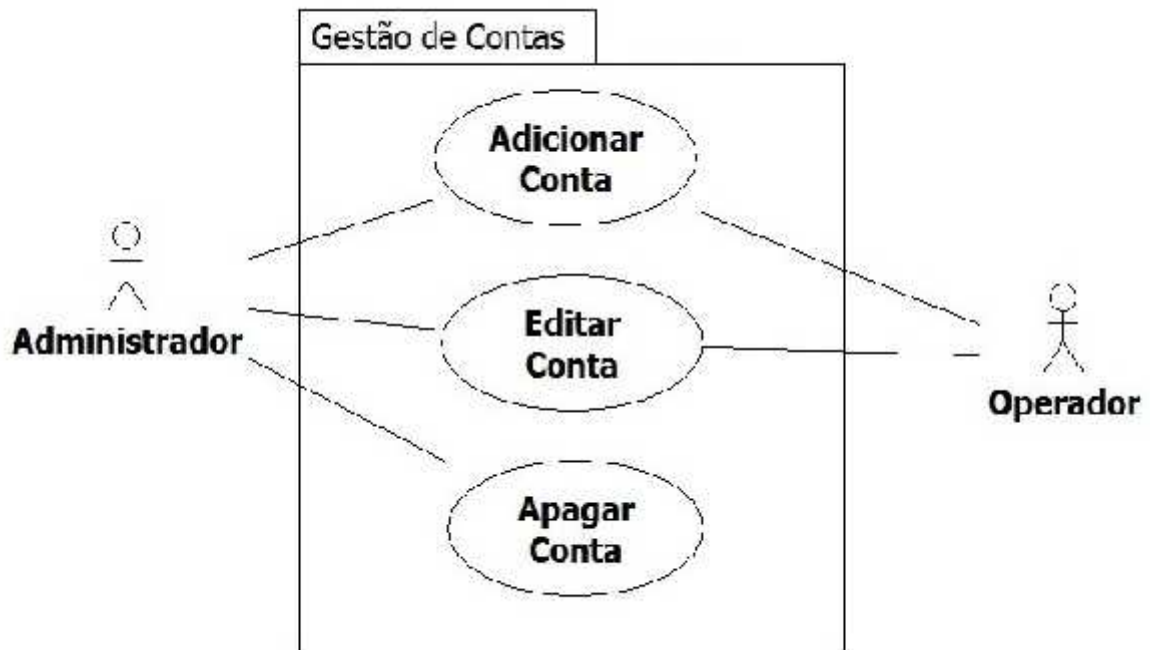 Gestão de Contas
Adicionar
Conta
Administrador
Editar
Conta
Operador
Apagar
Conta